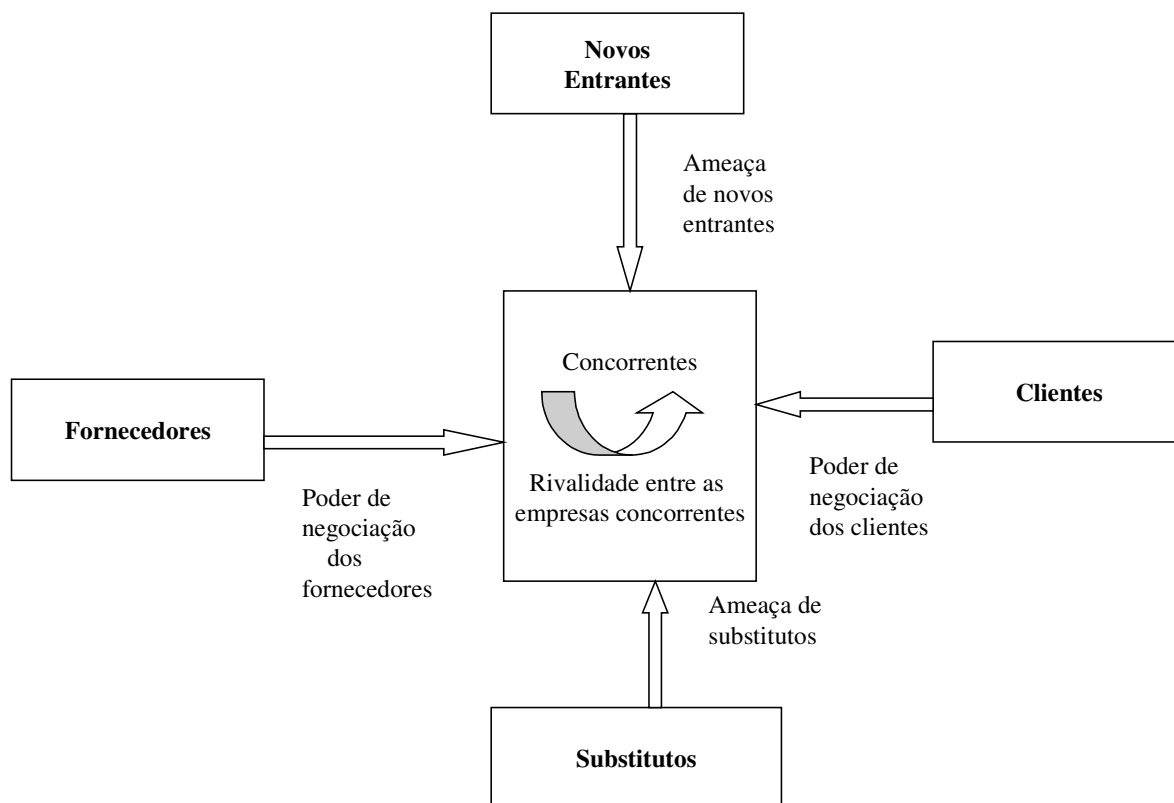 Novos
Entrantes
Ameaça
de novos
entrantes
Concorrentes
Rivalidade entre as
empresas concorrentes
Fornecedores
Poder de
negociação
dos
fornecedores
Clientes
Poder de
negociação
dos clientes
Ameaça de
substitutos
Substitutos